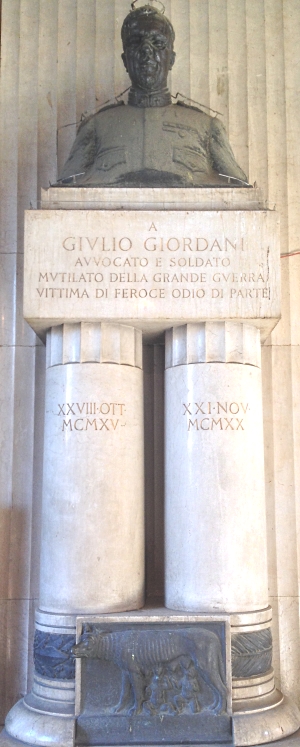 A
GIVLIO GIORDANI
AVVOCATO E SOLDATO
MVTILATO DELLA GRANDE GVERRA
VITTIMA DI FEROCE ODIO DI PARTE
XXVIII·OTT
MCMXV
XXI·NOV
MCMXX